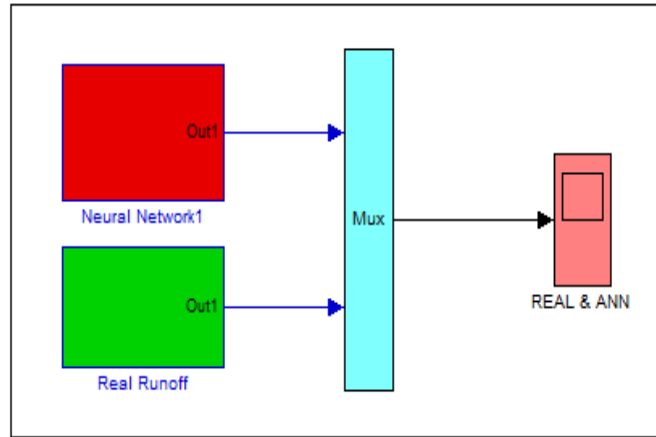 Out1
Neural Network1
Out1
Real Runoff
Mux
REAL & ANN